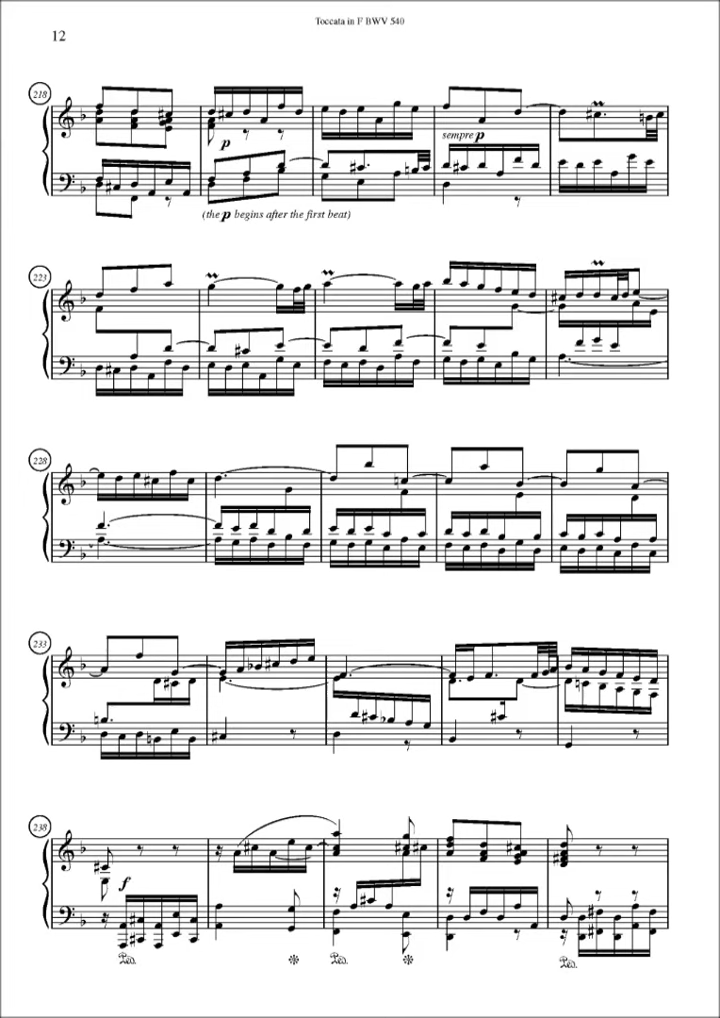 Toccata in F BWV 540
12
218
p
sempre p
(the p begins after the first beat)
223
228
233
238
f
Ped.
Ped.
Ped.